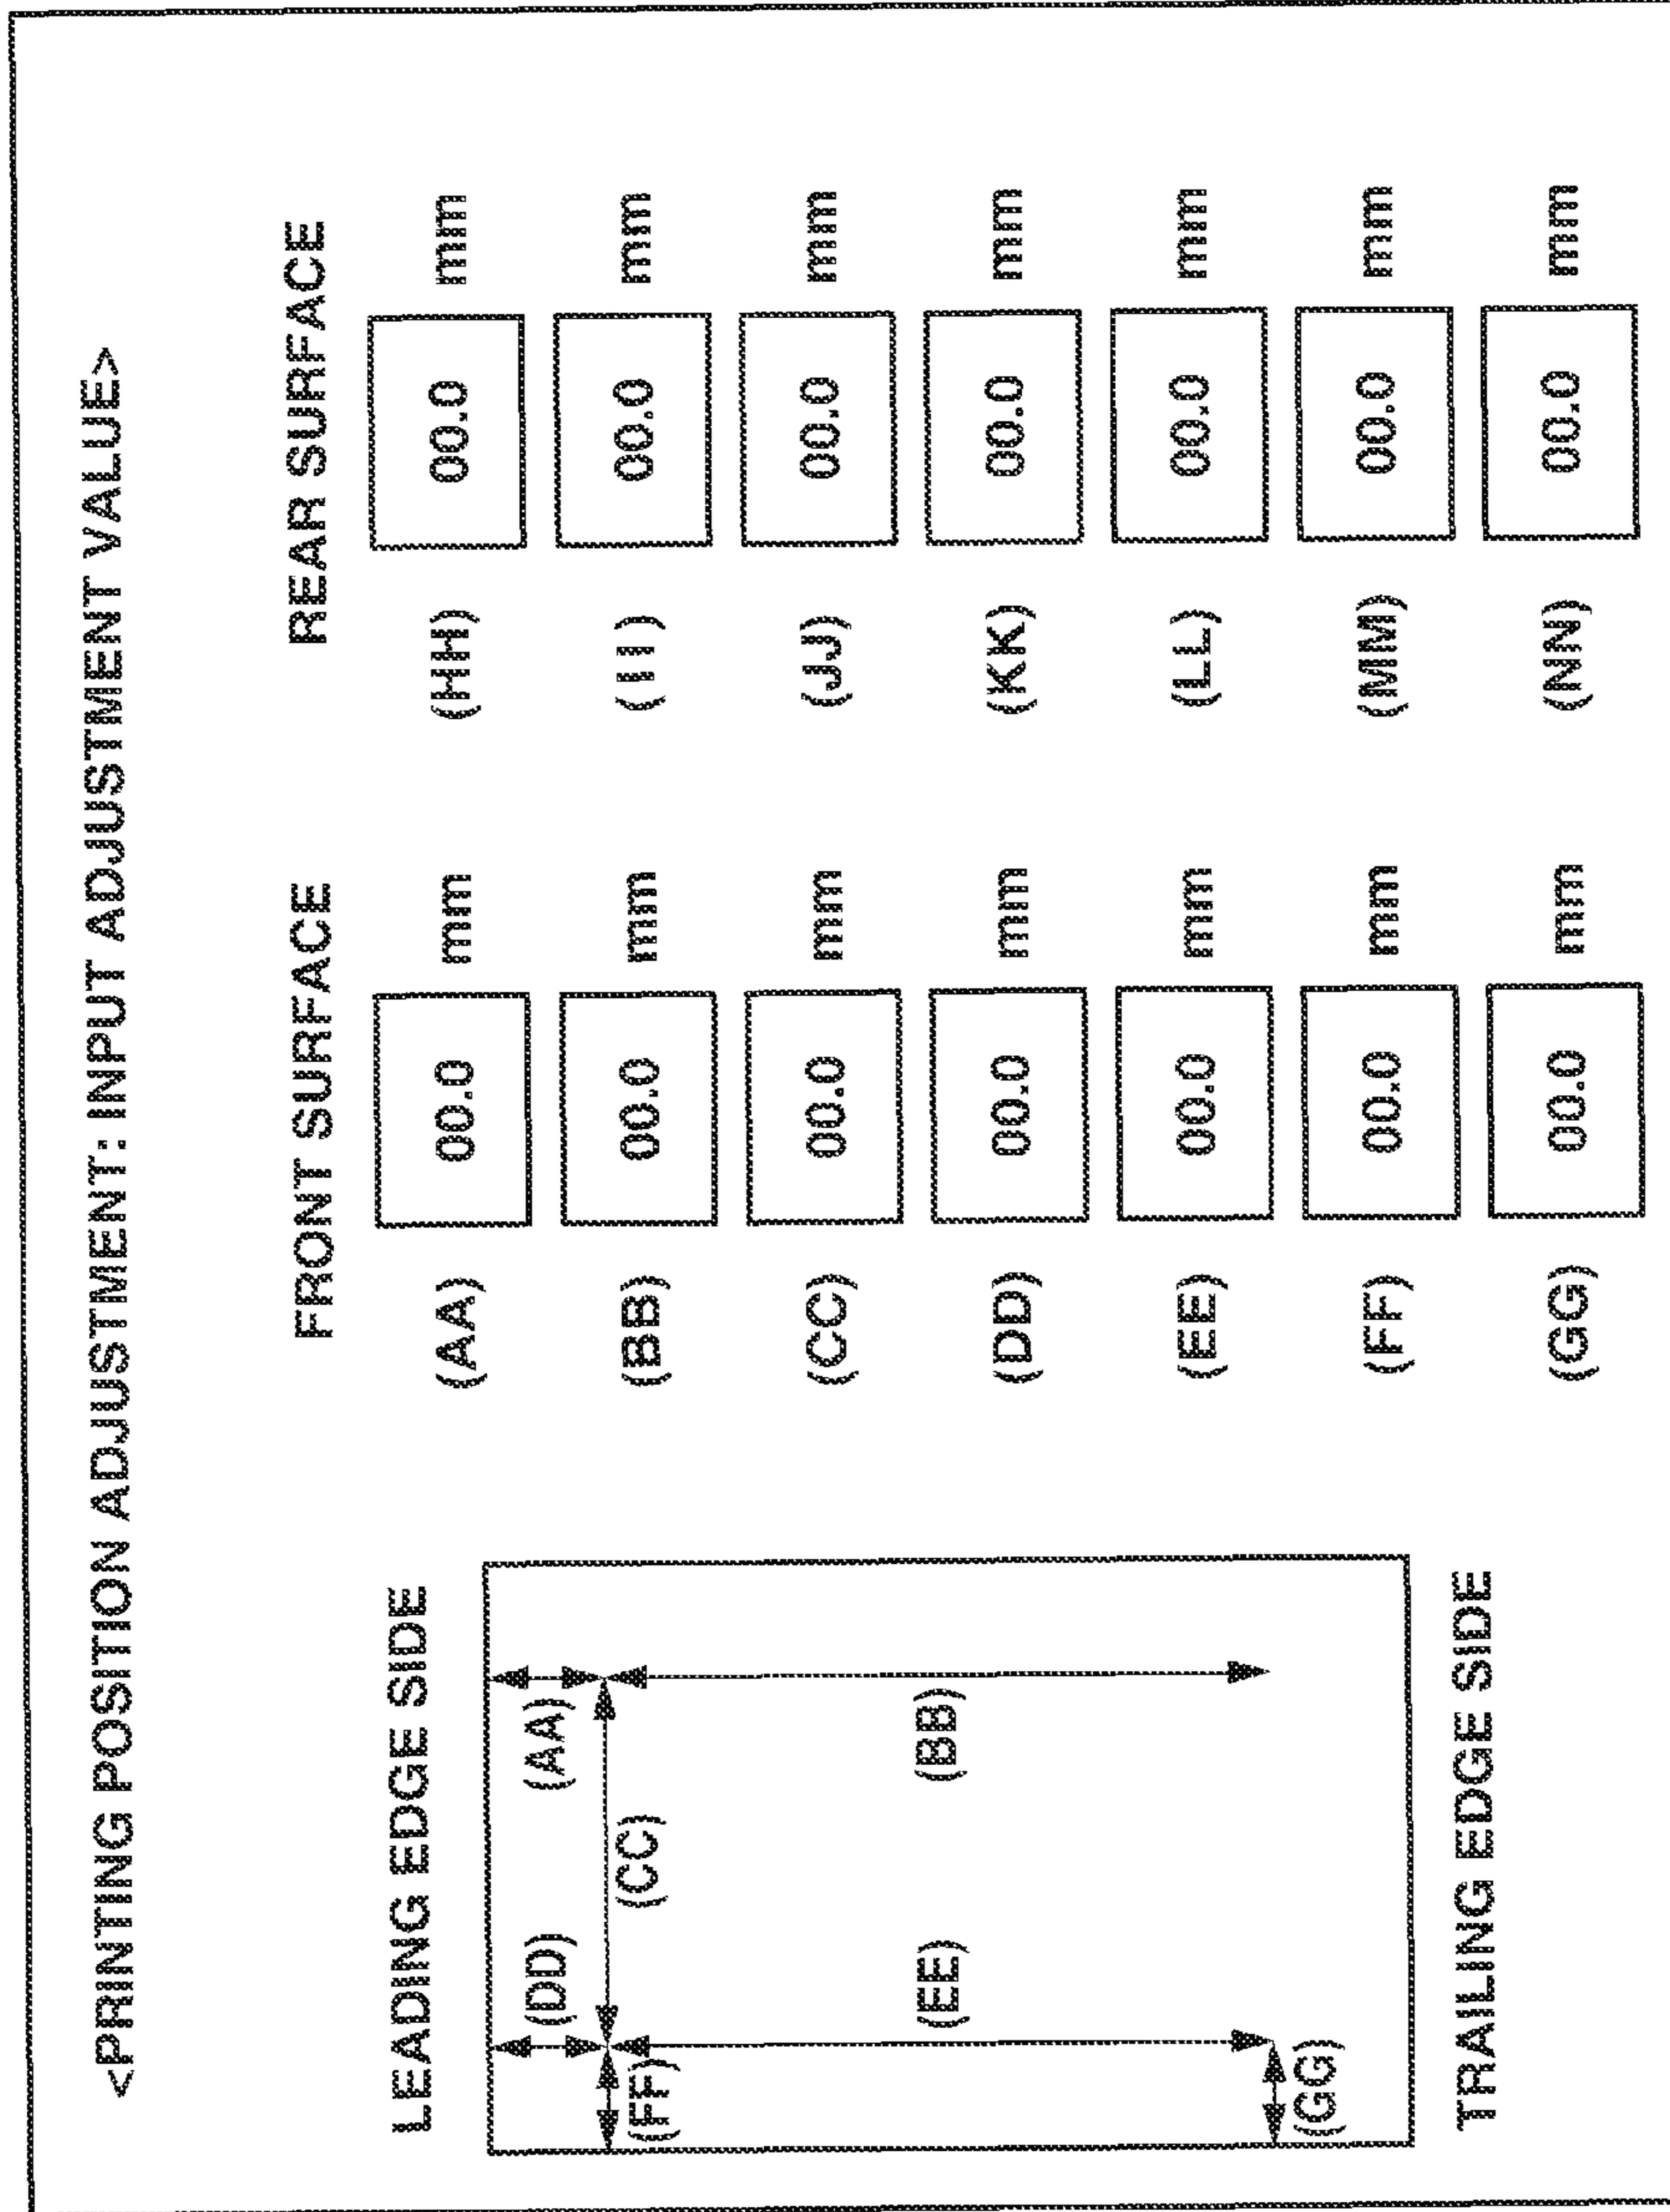 <PRINTING POSITION ADJUSTMENT: INPUT ADJUSTMENT VALUE>
FRONT SURFACE
REAR SURFACE
LEADING EDGE SIDE
(DD)
(AA)
(FF)
(CC)
(EE)
(BB)
(GG)
TRAILING EDGE SIDE
(AA) 00.0 mm
(HH) 00.0 mm
(BB) 00.0 mm
(II) 00.0 mm
(CC) 00.0 mm
(JJ) 00.0 mm
(DD) 00.0 mm
(KK) 00.0 mm
(EE) 00.0 mm
(LL) 00.0 mm
(FF) 00.0 mm
(MM) 00.0 mm
(GG) 00.0 mm
(NN) 00.0 mm